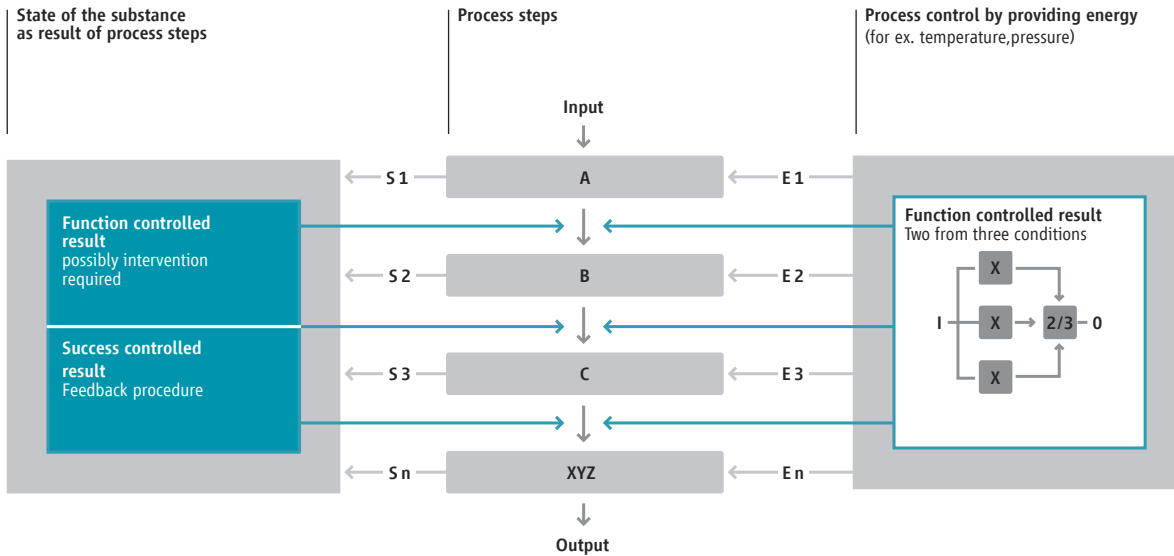 State of the substance
as result of process steps
Process steps
Process control by providing energy
(for ex. temperature,pressure)
Input
S 1
A
E 1
Function controlled
result
possibly intervention
required
Function controlled result
Two from three conditions
X
S 2
B
E 2
I
X
2/3
0
Success controlled
result
Feedback procedure
S 3
C
E 3
X
S n
XYZ
E n
Output